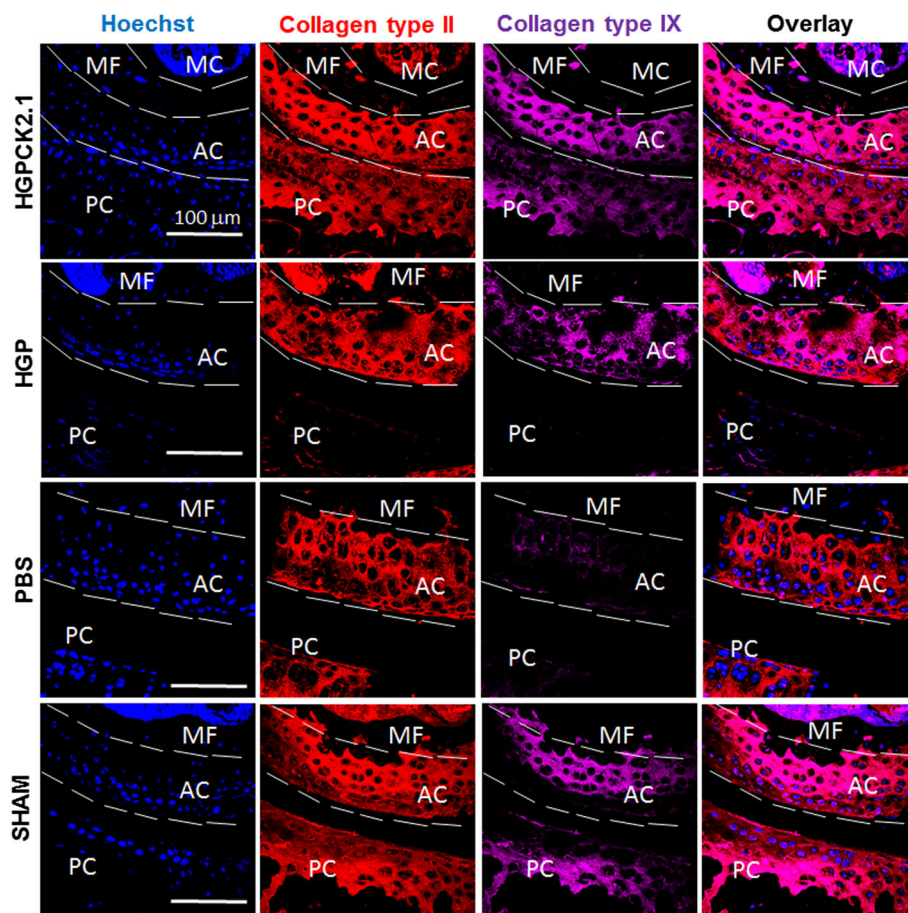 Hoechst Collagen type II Collagen type IX Overlay
HGPCK2.1
MF MC MF MC MF MC MF MC
AC AC AC AC
PC PC PC PC
100 μm
HGP
MF MF MF MF
AC AC AC AC
PC PC PC PC
PBS
MF MF MF MF
AC AC AC AC
PC PC PC PC
SHAM
MF MF MF MF
AC AC AC AC
PC PC PC PC